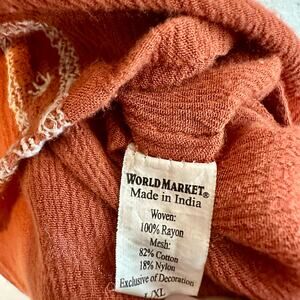 WORLD MARKET®
Made in India
Woven:
100% Rayon
Mesh:
82% Cotton
18% Nylon
Exclusive of Decoration
L/XL